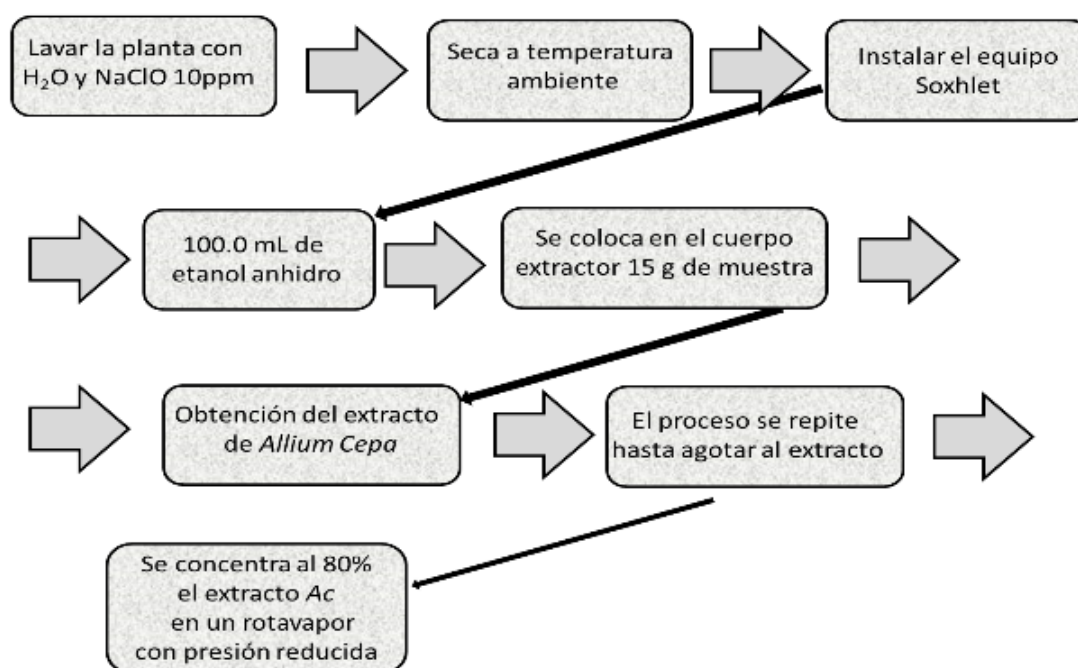 Lavar la planta con
H₂O y NaClO 10ppm
Seca a temperatura
ambiente
Instalar el equipo
Soxhlet
100.0 mL de
etanol anhidro
Se coloca en el cuerpo
extractor 15 g de muestra
Obtención del extracto
de Allium Cepa
El proceso se repite
hasta agotar al extracto
Se concentra al 80%
el extracto Ac
en un rotavapor
con presión reducida